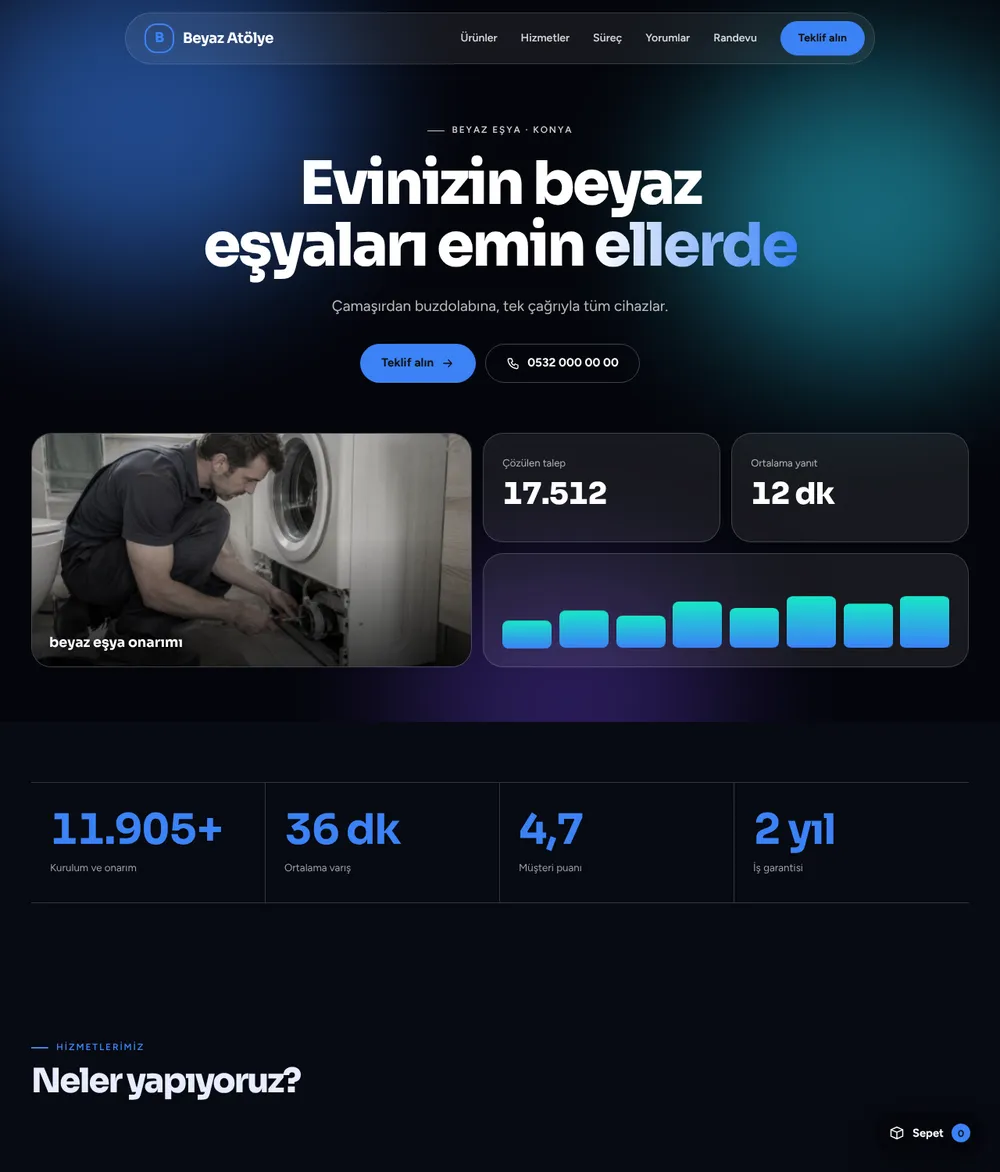 B
Beyaz Atölye
Ürünler
Hizmetler
Süreç
Yorumlar
Randevu
Teklif alın
BEYAZ EŞYA · KONYA
Evinizin beyaz
eşyaları emin ellerde
Çamaşırdan buzdolabına, tek çağrıyla tüm cihazlar.
Teklif alın →
0532 000 00 00
beyaz eşya onarımı
Çözülen talep
17.512
Ortalama yanıt
12 dk
11.905+
Kurulum ve onarım
36 dk
Ortalama varış
4,7
Müşteri puanı
2 yıl
İş garantisi
HİZMETLERİMİZ
Neler yapıyoruz?
Sepet 0